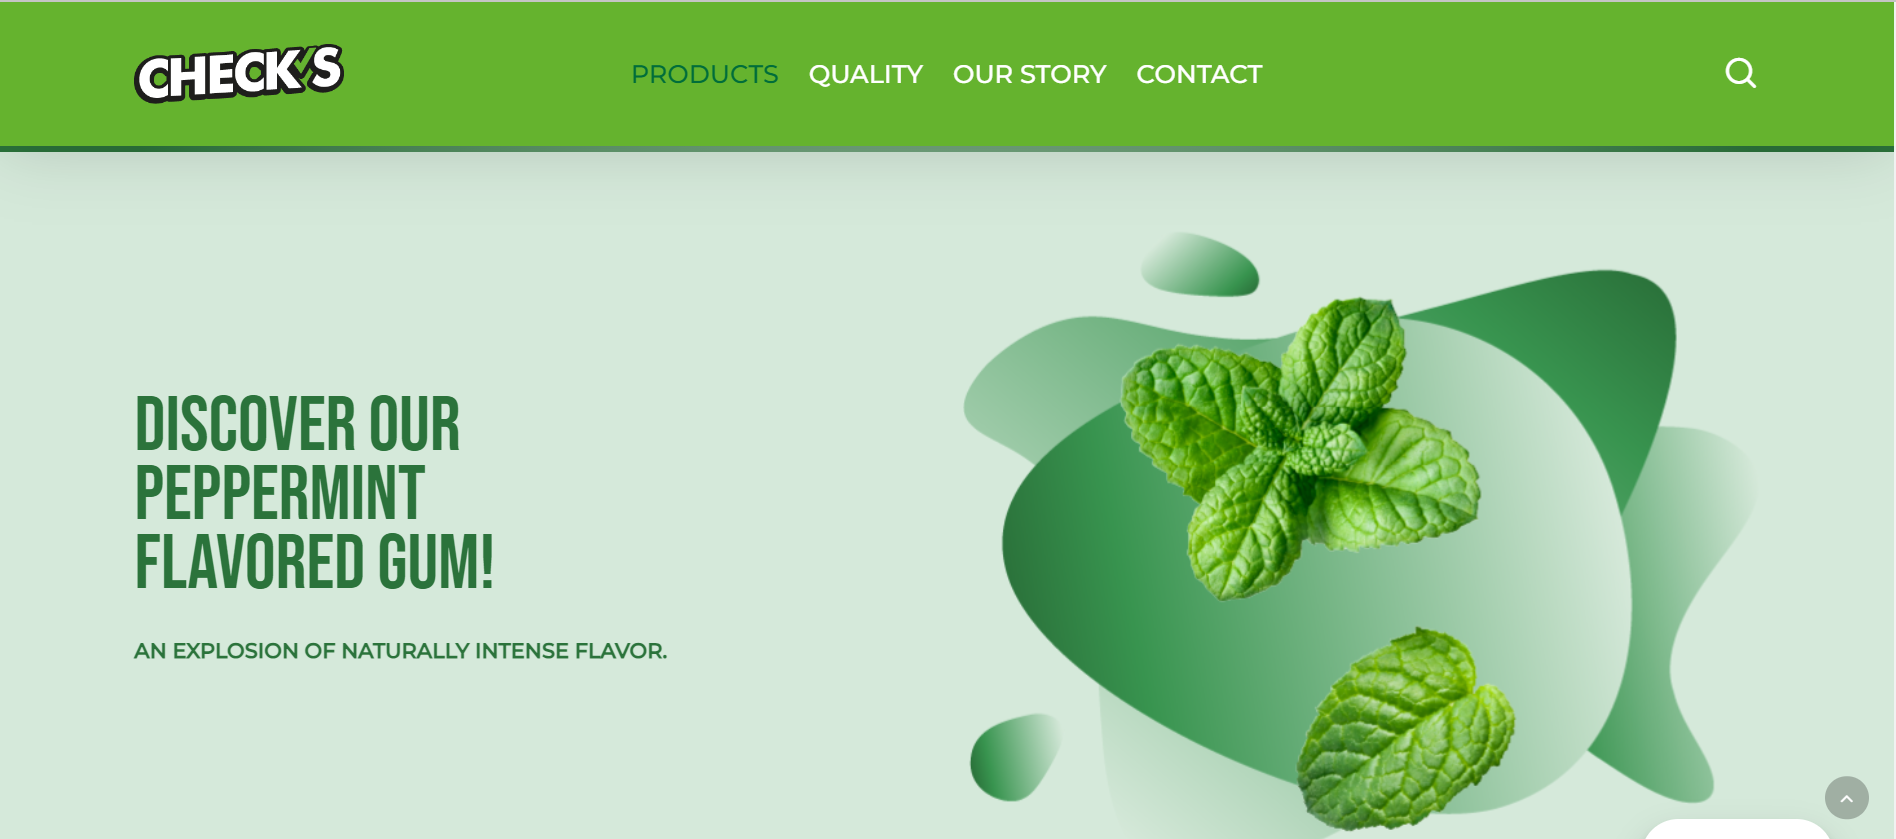 CHECK'S
PRODUCTS QUALITY OUR STORY CONTACT
DISCOVER OUR
PEPPERMINT
FLAVORED GUM!
AN EXPLOSION OF NATURALLY INTENSE FLAVOR.